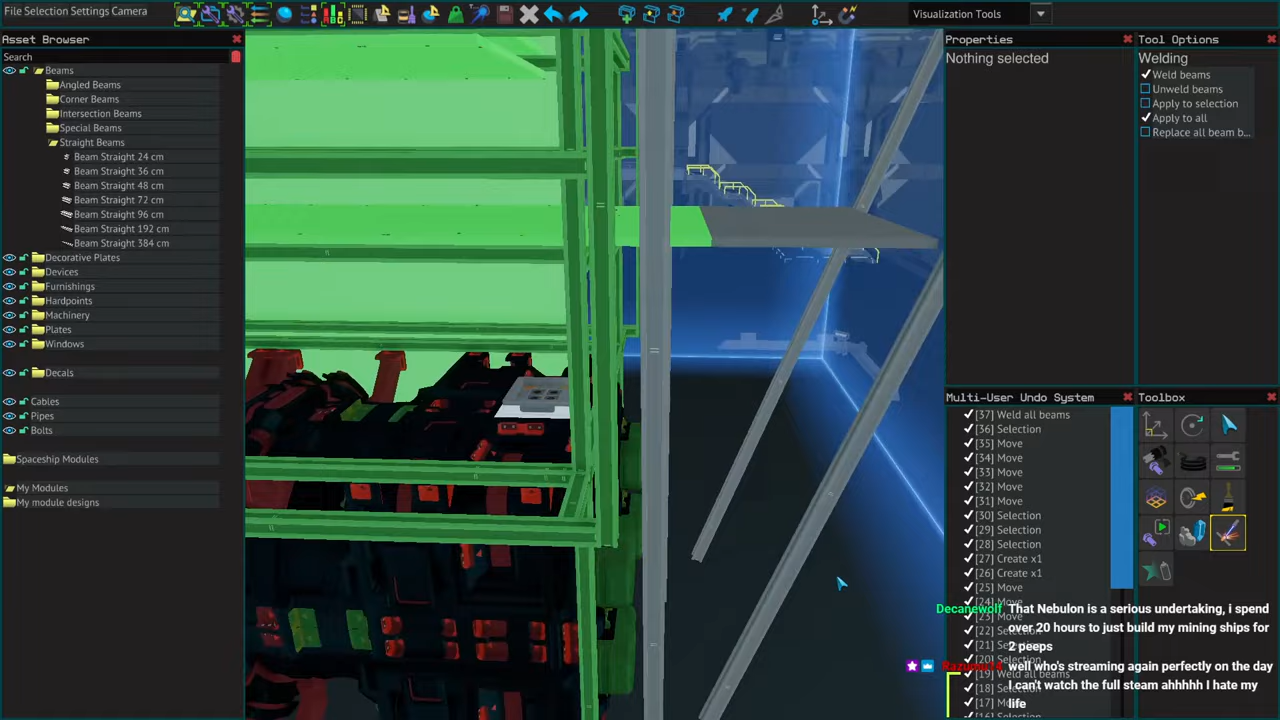 File Selection Settings Camera
Visualization Tools
Asset Browser
Search
Beams
Angled Beams
Corner Beams
Intersection Beams
Special Beams
Straight Beams
Beam Straight 24 cm
Beam Straight 36 cm
Beam Straight 48 cm
Beam Straight 72 cm
Beam Straight 96 cm
Beam Straight 192 cm
Beam Straight 384 cm
Decorative Plates
Devices
Furnishings
Hardpoints
Machinery
Plates
Windows
Decals
Cables
Pipes
Bolts
Spaceship Modules
My Modules
My module designs
Properties
Nothing selected
Tool Options
Welding
Weld beams
Unweld beams
Apply to selection
Apply to all
Replace all beam b...
Multi-User Undo System
[37] Weld all beams
[36] Selection
[35] Move
[34] Move
[33] Move
[32] Move
[31] Move
[30] Selection
[29] Selection
[28] Selection
[27] Create x1
[26] Create x1
[25] Move
[24] Move
[19] Weld all beams
Toolbox
Decanewolf That Nebulon is a serious undertaking, i spend
over 20 hours to just build my mining ships for
2 peeps
well who's streaming again perfectly on the day
I can't watch the full steam ahhhhh I hate my
life